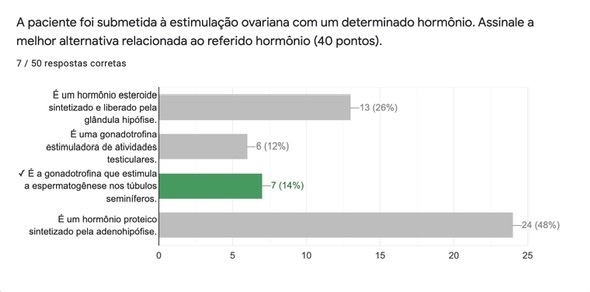 A paciente foi submetida à estimulação ovariana com um determinado hormônio. Assinale a
melhor alternativa relacionada ao referido hormônio (40 pontos).
7 / 50 respostas corretas
É um hormônio esteroide
sintetizado e liberado pela
glândula hipófise.
13 (26%)
É uma gonadotrofina
estimuladora de atividades
testiculares.
6 (12%)
✓ É a gonadotrofina que estimula
a espermatogênse nos túbulos
seminíferos.
7 (14%)
É um hormônio proteico
sintetizado pela adenohipófise.
24 (48%)
0 5 10 15 20 25